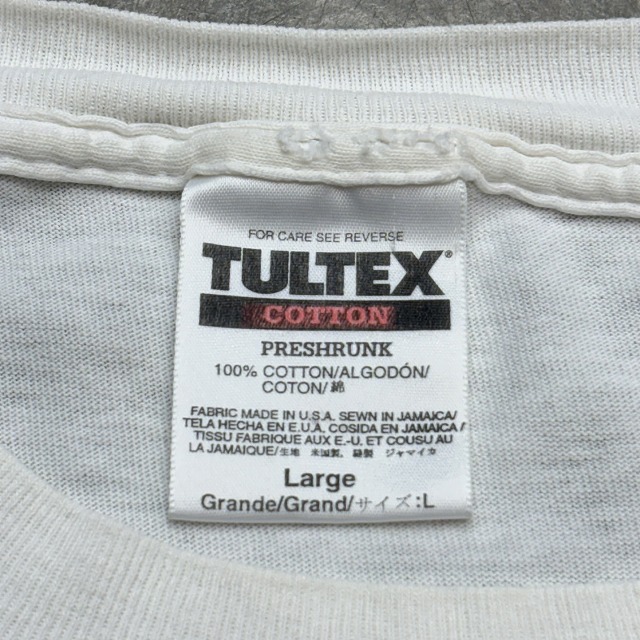 FOR CARE SEE REVERSE
TULTEX®
COTTON
PRESHRUNK
100% COTTON/ALGODÓN/
COTON/綿
FABRIC MADE IN U.S.A. SEWN IN JAMAICA/
TELA HECHA EN E.U.A. COSIDA EN JAMAICA/
TISSU FABRIQUE AUX E.-U. ET COUSU AU
LA JAMAIQUE/生地 米国製, 縫製 ジャマイカ
Large
Grande/Grand/サイズ:L